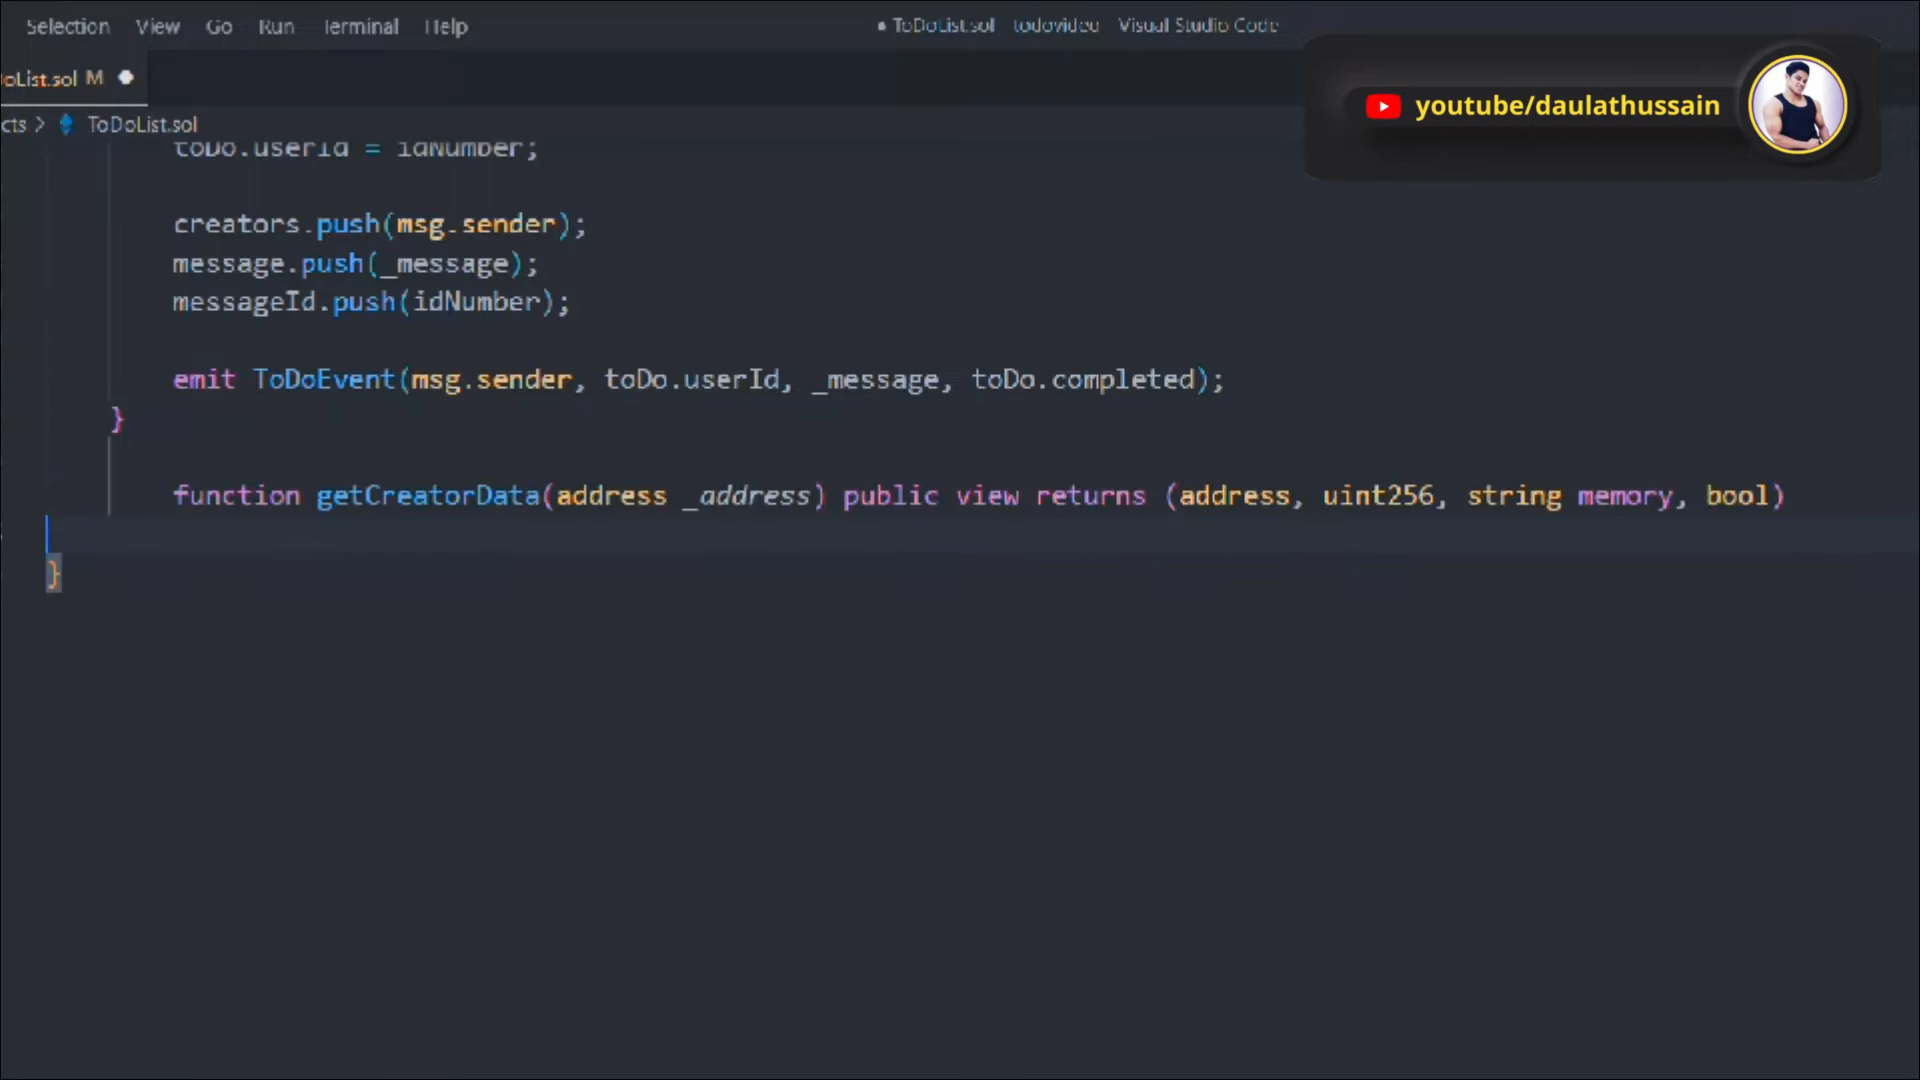 Selection View Go Run Terminal Help
● ToDoList.sol todovideo Visual Studio Code
oList.sol M ●
youtube/daulathussain
cts > ToDoList.sol
toDo.userId = idNumber;
creators.push(msg.sender);
message.push(_message);
messageId.push(idNumber);
emit ToDoEvent(msg.sender, toDo.userId, _message, toDo.completed);
}
function getCreatorData(address _address) public view returns (address, uint256, string memory, bool)
}